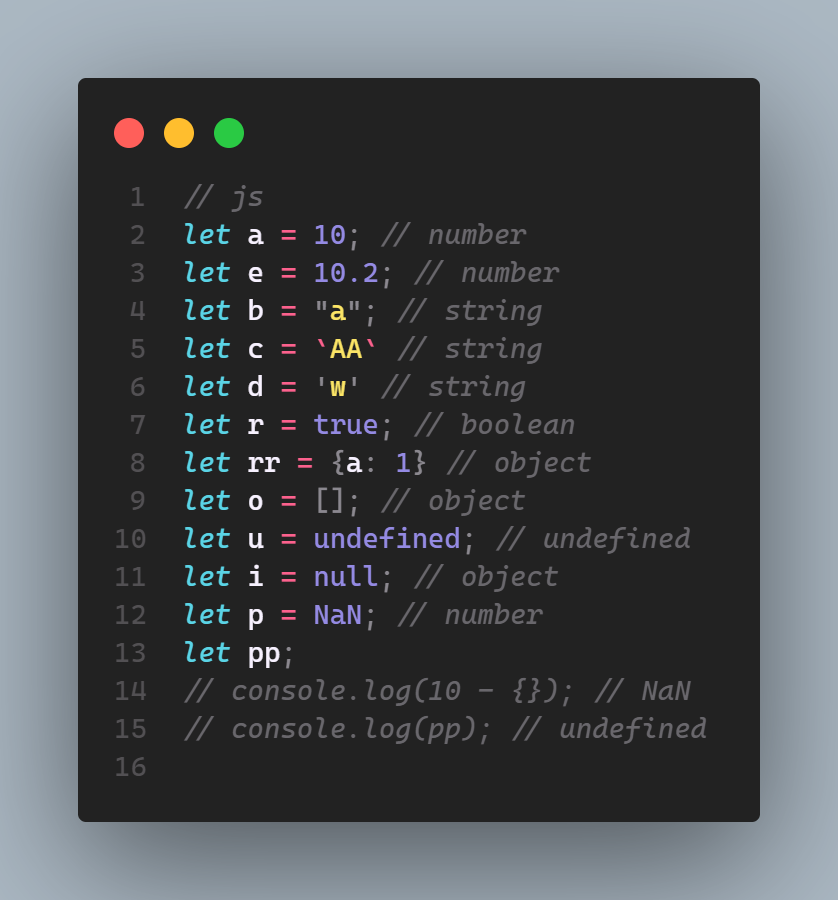 1 // js
2 let a = 10; // number
3 let e = 10.2; // number
4 let b = "a"; // string
5 let c = `AA` // string
6 let d = 'w' // string
7 let r = true; // boolean
8 let rr = {a: 1} // object
9 let o = []; // object
10 let u = undefined; // undefined
11 let i = null; // object
12 let p = NaN; // number
13 let pp;
14 // console.log(10 - {}); // NaN
15 // console.log(pp); // undefined
16